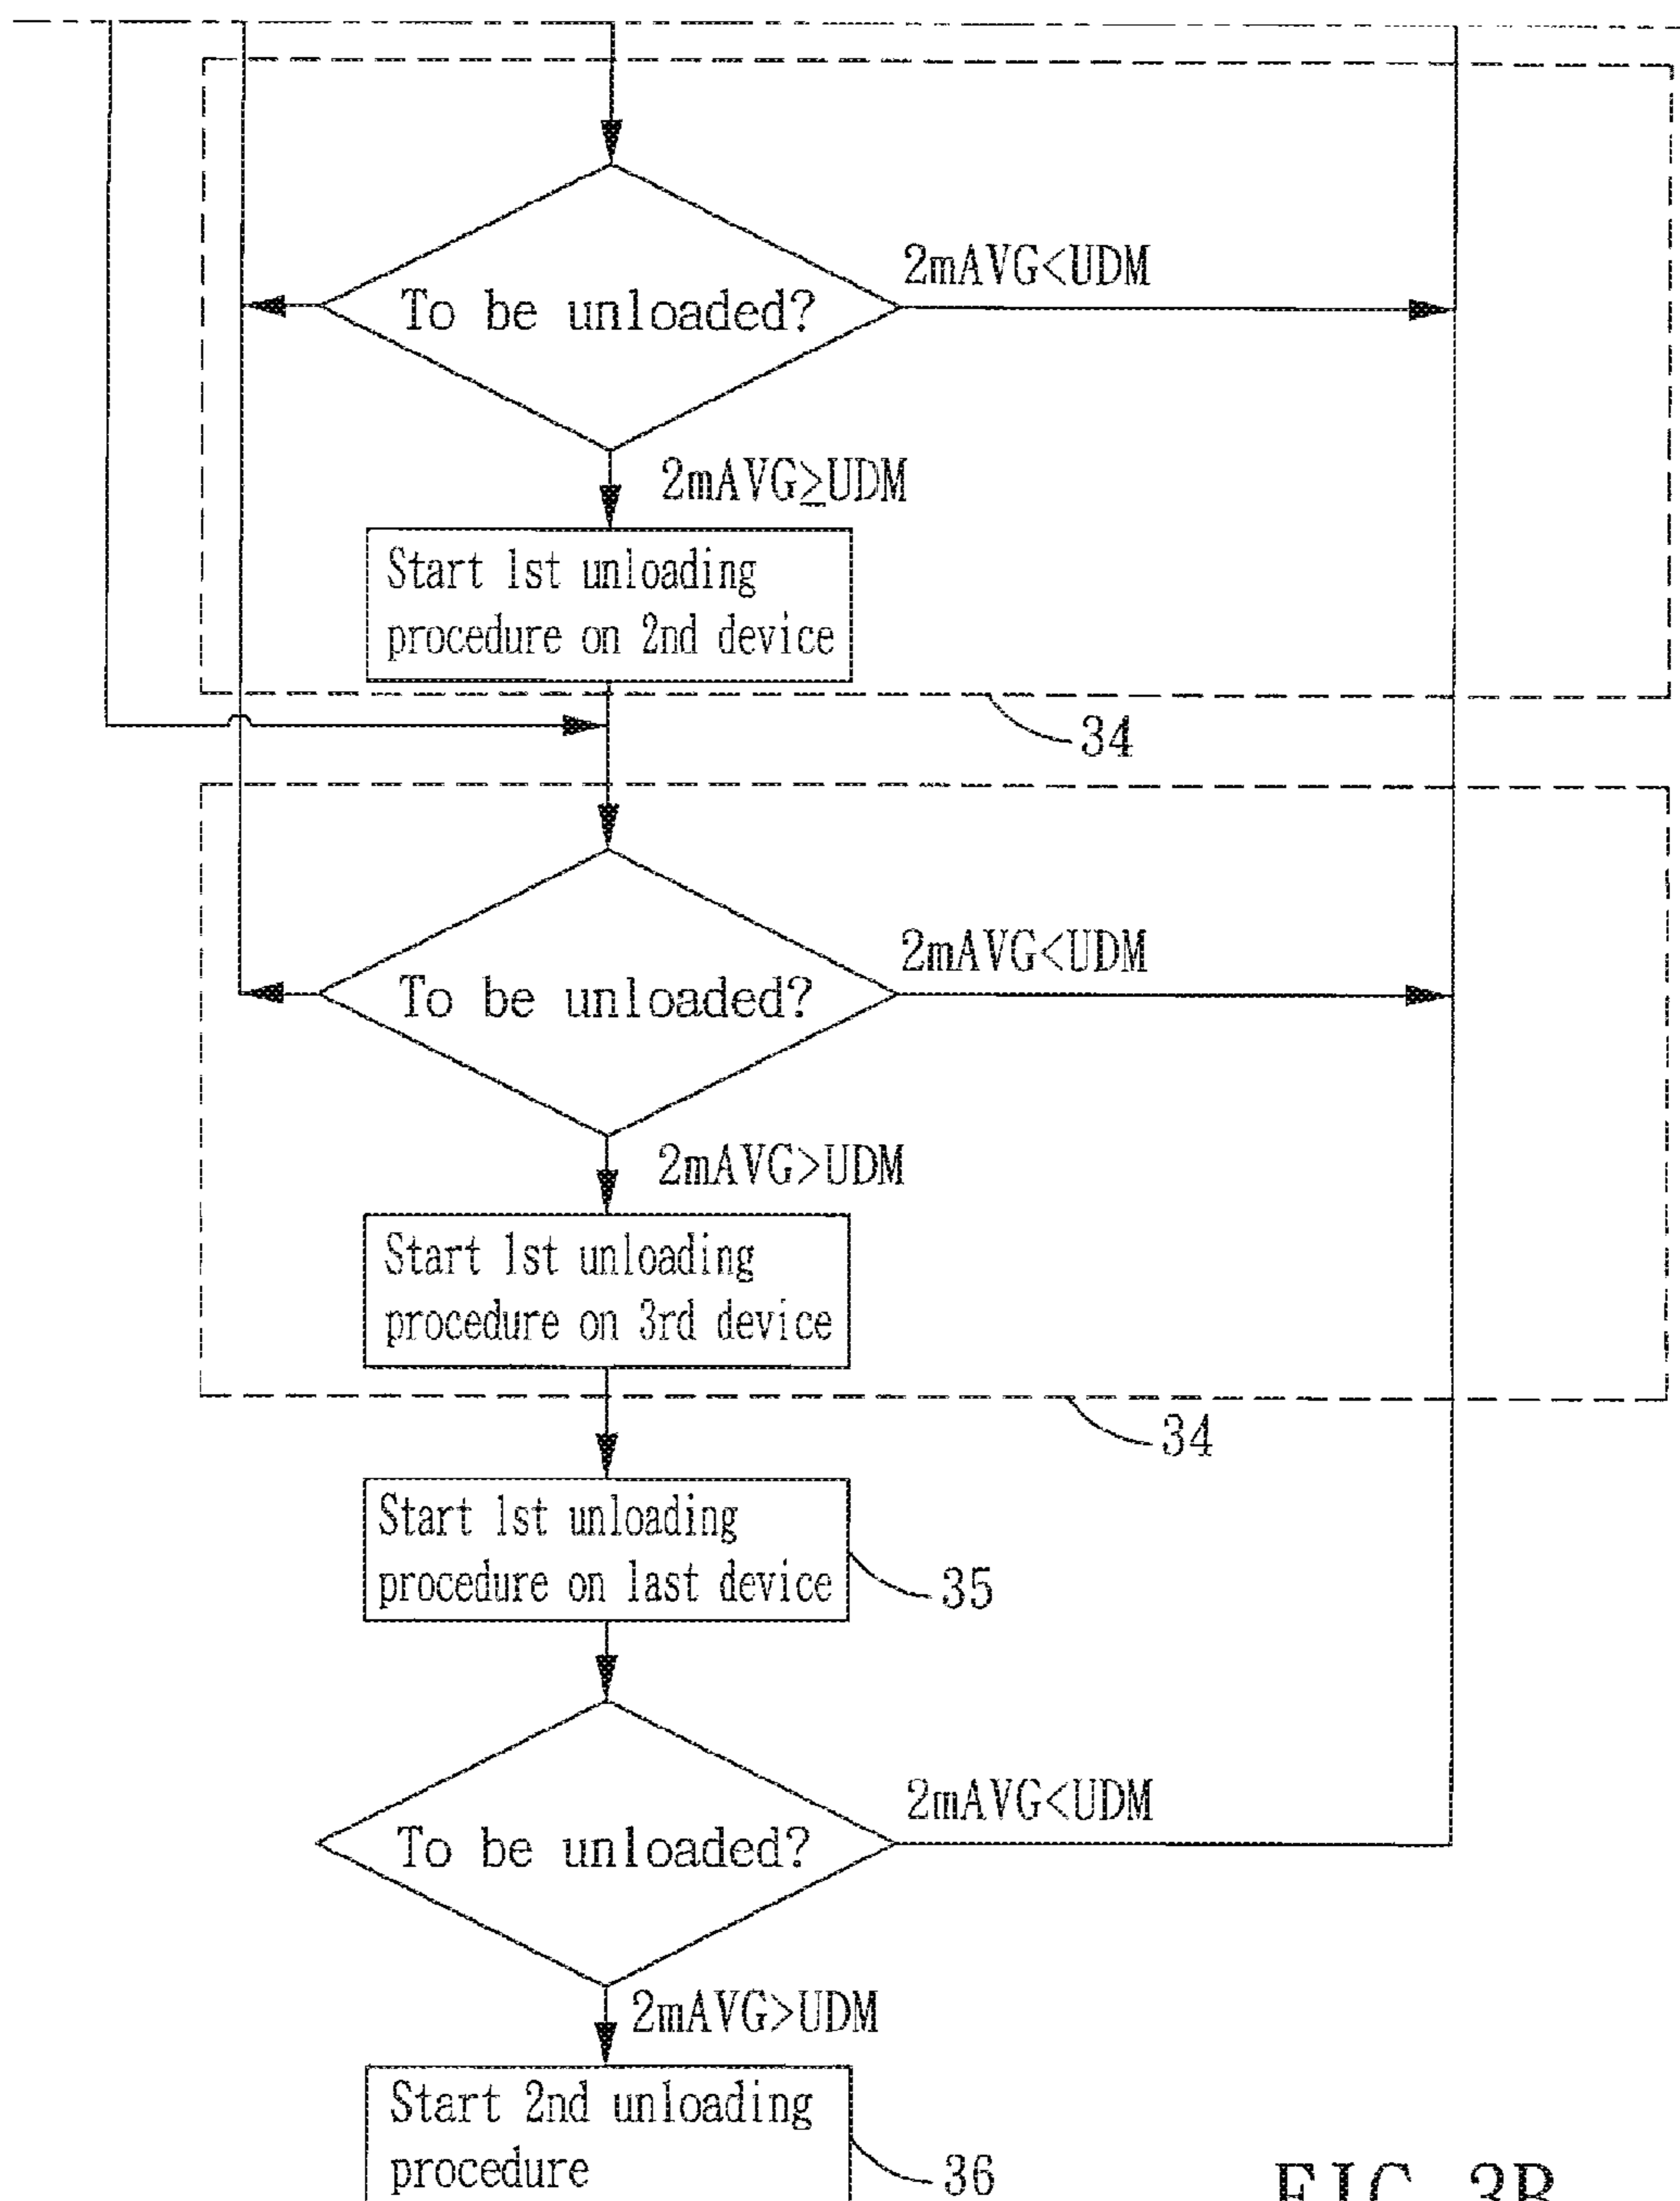 2mAVG<UDM
To be unloaded?
2mAVG≥UDM
Start 1st unloading
procedure on 2nd device
34
2mAVG<UDM
To be unloaded?
2mAVG>UDM
Start 1st unloading
procedure on 3rd device
34
Start 1st unloading
procedure on last device
35
2mAVG<UDM
To be unloaded?
2mAVG>UDM
Start 2nd unloading
procedure
36
FIG. 3B